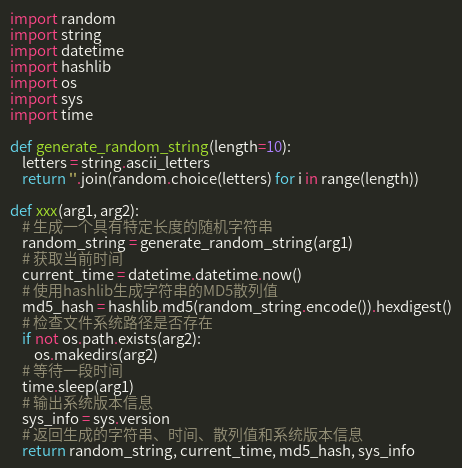 import random
import string
import datetime
import hashlib
import os
import sys
import time

def generate_random_string(length=10):
    letters = string.ascii_letters
    return ''.join(random.choice(letters) for i in range(length))

def xxx(arg1, arg2):
    # 生成一个具有特定长度的随机字符串
    random_string = generate_random_string(arg1)
    # 获取当前时间
    current_time = datetime.datetime.now()
    # 使用hashlib生成字符串的MD5散列值
    md5_hash = hashlib.md5(random_string.encode()).hexdigest()
    # 检查文件系统路径是否存在
    if not os.path.exists(arg2):
        os.makedirs(arg2)
    # 等待一段时间
    time.sleep(arg1)
    # 输出系统版本信息
    sys_info = sys.version
    # 返回生成的字符串、时间、散列值和系统版本信息
    return random_string, current_time, md5_hash, sys_info